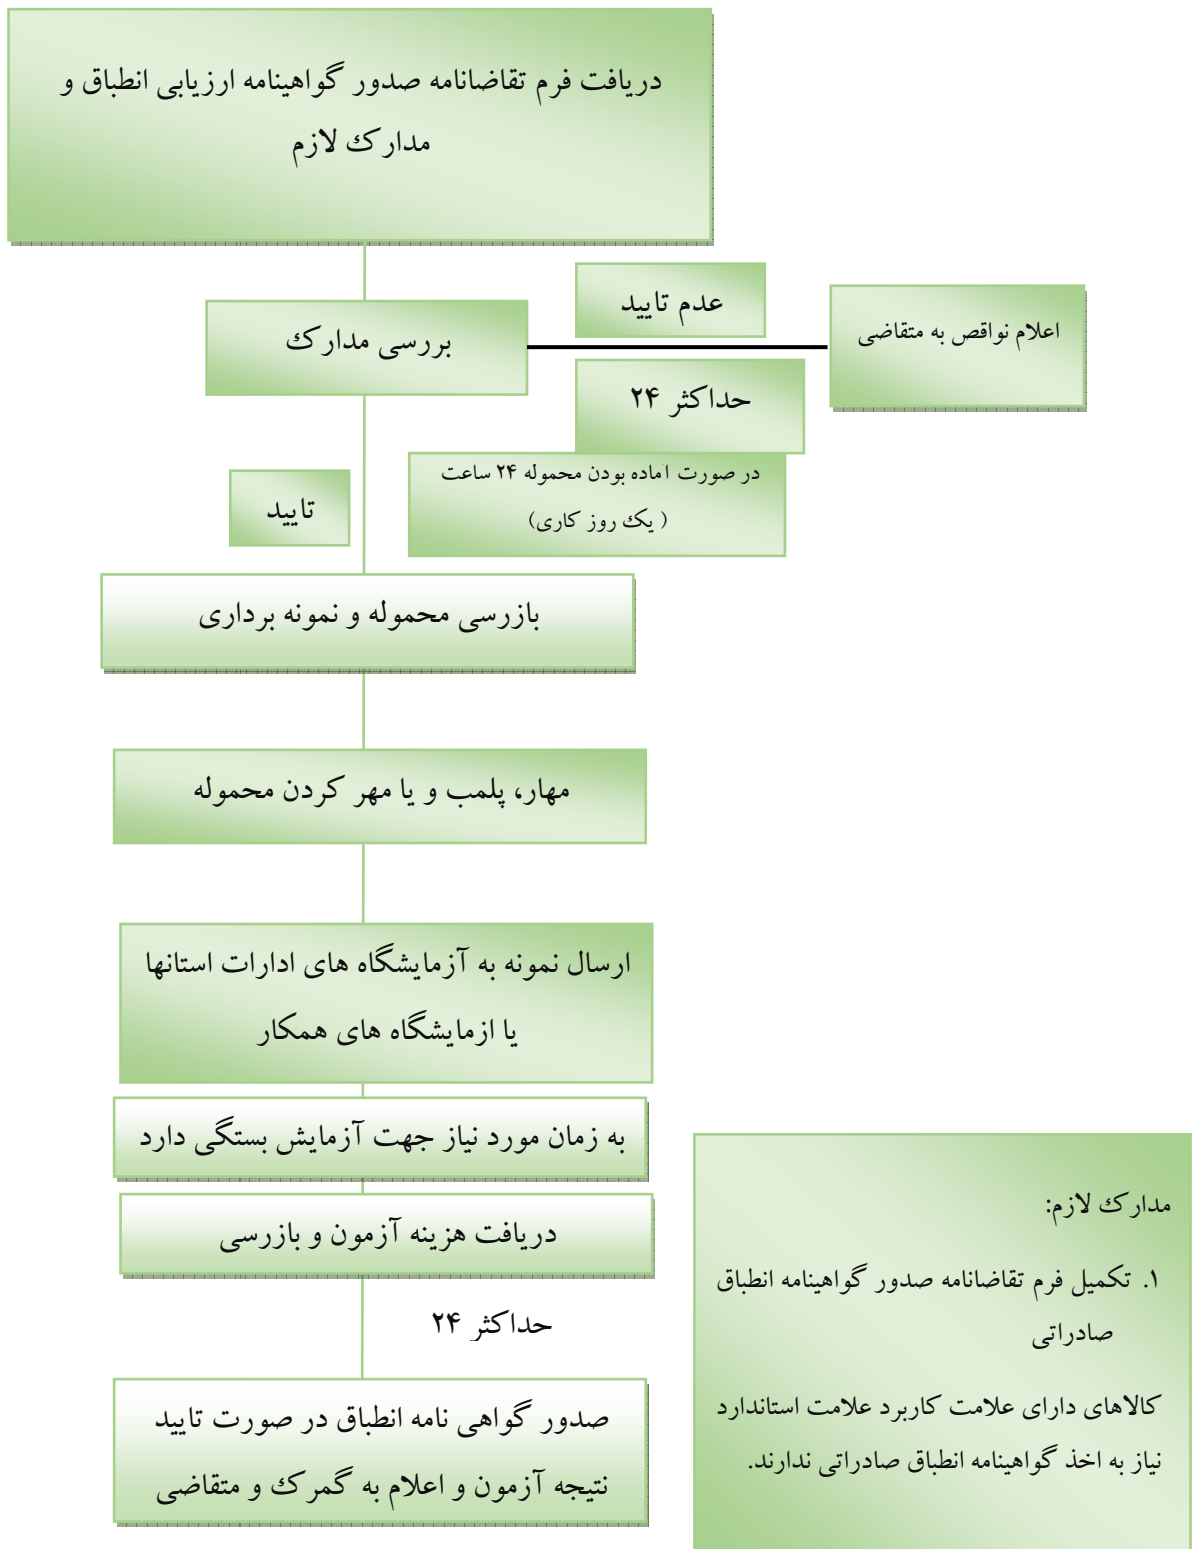 دریافت فرم تقاضانامه صدور گواهینامه ارزیابی انطباق و
مدارک لازم
عدم تایید
بررسی مدارک
اعلام نواقص به متقاضی
حداکثر ۲۴
در صورت اماده بودن محموله ۲۴ ساعت
( یک روز کاری)
تایید
بازرسی محموله و نمونه برداری
مهار، پلمب و یا مهر کردن محموله
ارسال نمونه به آزمایشگاه های ادارات استانها
یا ازمایشگاه های همکار
به زمان مورد نیاز جهت آزمایش بستگی دارد
دریافت هزینه آزمون و بازرسی
حداکثر ۲۴
صدور گواهی نامه انطباق در صورت تایید
نتیجه آزمون و اعلام به گمرک و متقاضی
مدارک لازم:
۱. تکمیل فرم تقاضانامه صدور گواهینامه انطباق
صادراتی
کالاهای دارای علامت کاربرد علامت استاندارد
نیاز به اخذ گواهینامه انطباق صادراتی ندارند.